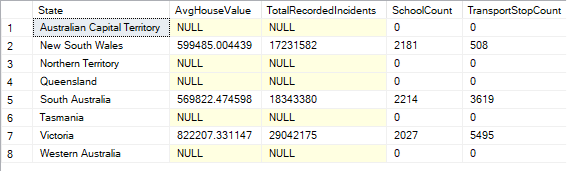 State AvgHouseValue TotalRecordedIncidents SchoolCount TransportStopCount
1 Australian Capital Territory NULL NULL 0 0
2 New South Wales 599485.004439 17231582 2181 508
3 Northern Territory NULL NULL 0 0
4 Queensland NULL NULL 0 0
5 South Australia 569822.474598 18343380 2214 3619
6 Tasmania NULL NULL 0 0
7 Victoria 822207.331147 29042175 2027 5495
8 Western Australia NULL NULL 0 0